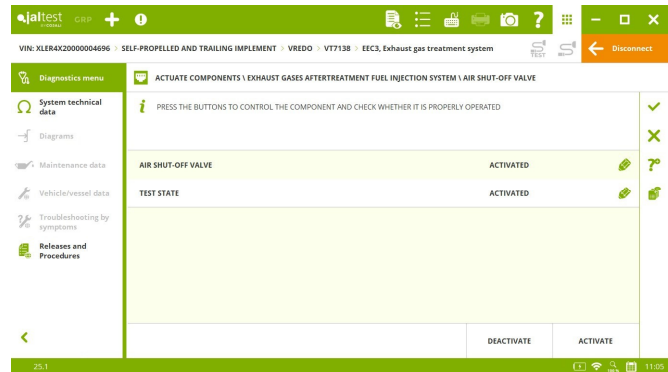 jaltest GRP
VIN: XLER4X20000004696 > SELF-PROPELLED AND TRAILING IMPLEMENT > VREDO > VT7138 > EEC3, Exhaust gas treatment system
TEST
Disconnect
Diagnostics menu
ACTUATE COMPONENTS \ EXHAUST GASES AFTERTREATMENT FUEL INJECTION SYSTEM \ AIR SHUT-OFF VALVE
System technical
data
PRESS THE BUTTONS TO CONTROL THE COMPONENT AND CHECK WHETHER IT IS PROPERLY OPERATED
Diagrams
Maintenance data
AIR SHUT-OFF VALVE ACTIVATED
Vehicle/vessel data
TEST STATE ACTIVATED
Troubleshooting by
symptoms
Releases and
Procedures
DEACTIVATE ACTIVATE
25.1
11:05